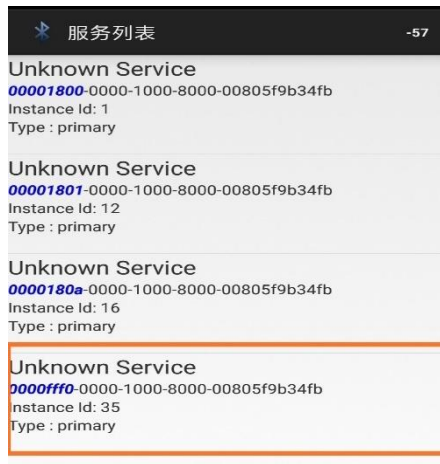 服务列表
-57
Unknown Service
00001800-0000-1000-8000-00805f9b34fb
Instance Id: 1
Type : primary
Unknown Service
00001801-0000-1000-8000-00805f9b34fb
Instance Id: 12
Type : primary
Unknown Service
0000180a-0000-1000-8000-00805f9b34fb
Instance Id: 16
Type : primary
Unknown Service
0000fff0-0000-1000-8000-00805f9b34fb
Instance Id: 35
Type : primary